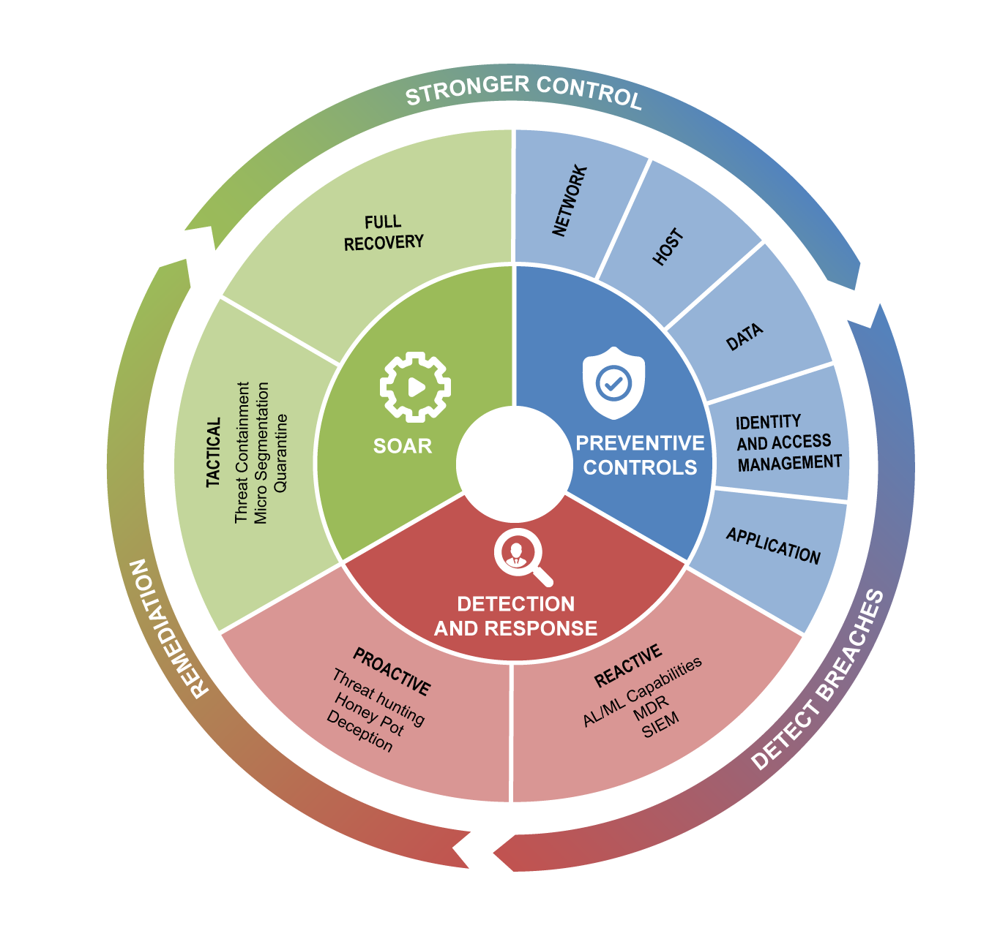 STRONGER CONTROL
FULL
RECOVERY
NETWORK
HOST
DATA
IDENTITY
AND ACCESS
MANAGEMENT
APPLICATION
SOAR
PREVENTIVE
CONTROLS
TACTICAL
Threat Containment
Micro Segmentation
Quarantine
DETECTION
AND RESPONSE
PROACTIVE
Threat hunting
Honey Pot
Deception
REACTIVE
AL/ML Capabilities
MDR
SIEM
REMEDIATION
DETECT BREACHES